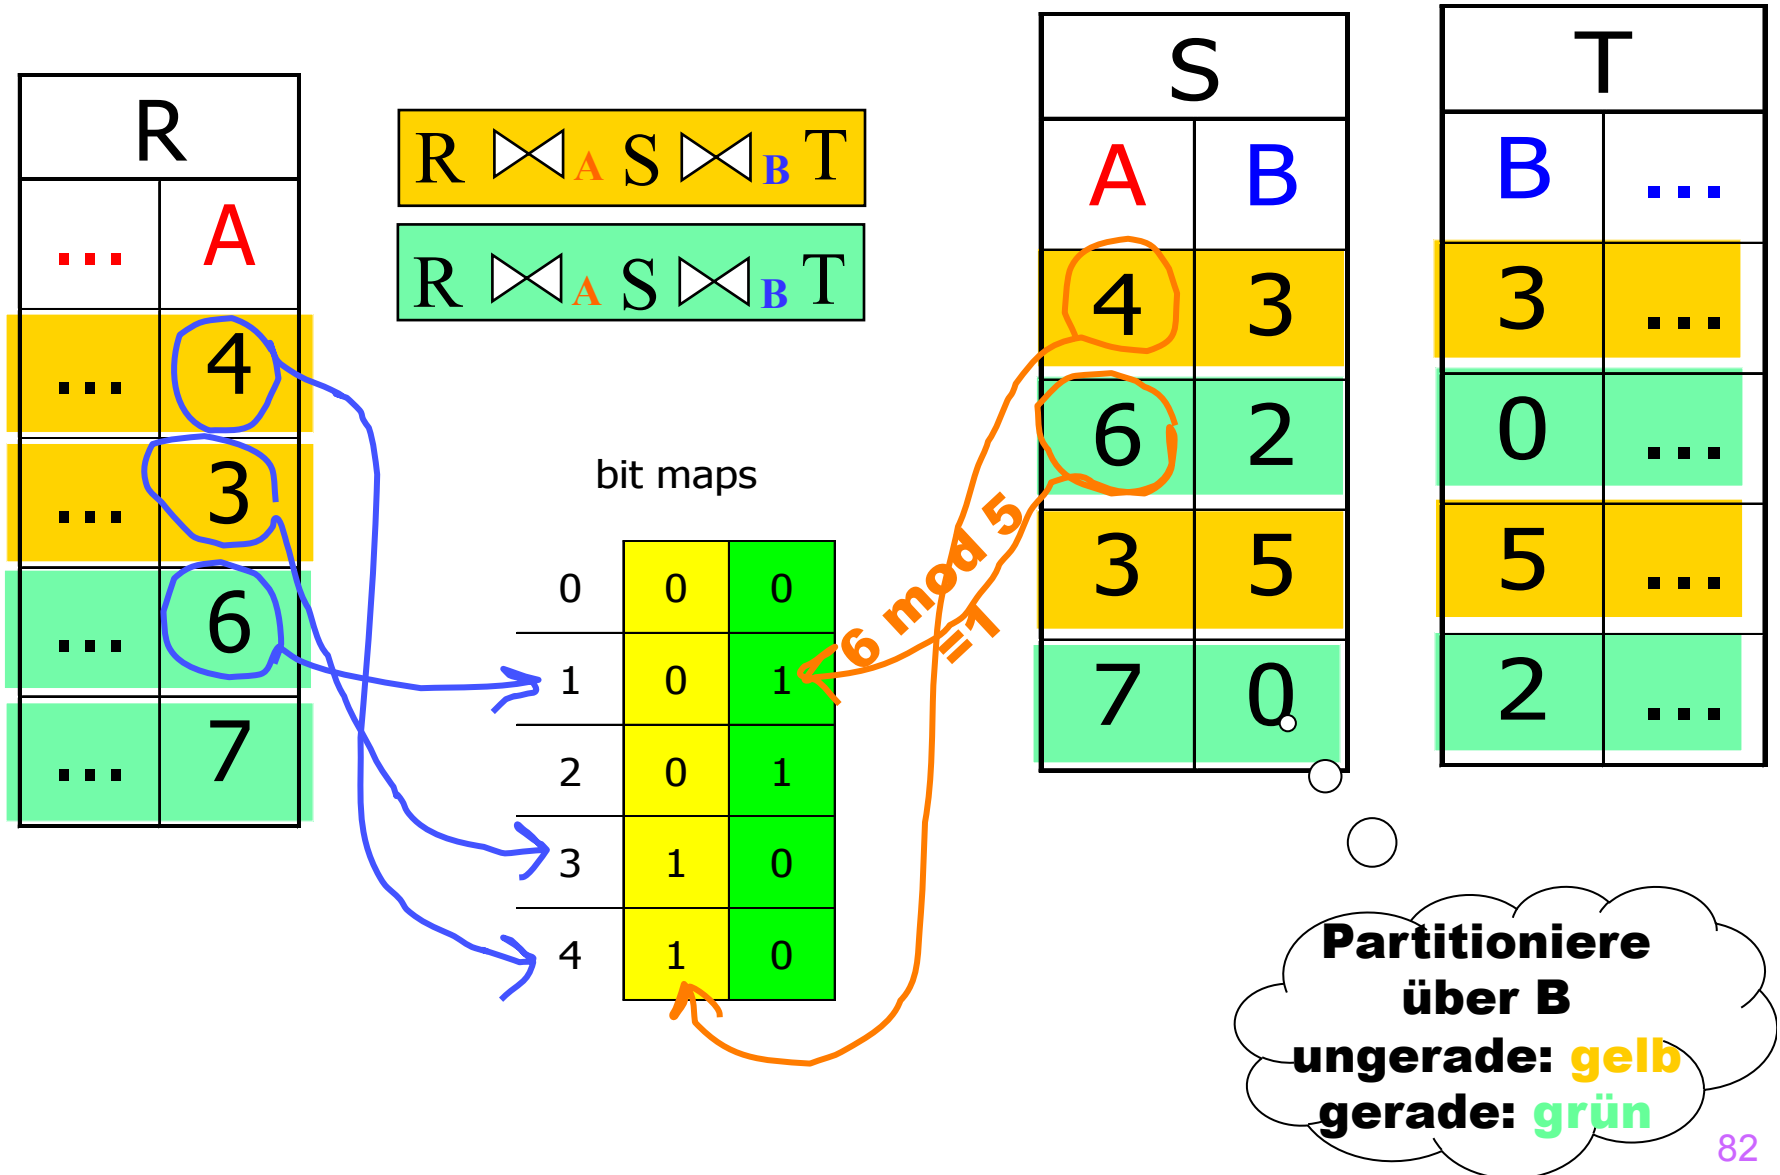 R
... A
... 4
... 3
... 6
... 7
R ⋈ A S ⋈ B T
R ⋈ A S ⋈ B T
bit maps
0 0 0
1 0 1
2 0 1
3 1 0
4 1 0
6 mod 5
=1
S
A B
4 3
6 2
3 5
7 0
T
B ...
3 ...
0 ...
5 ...
2 ...
Partitioniere
über B
ungerade: gelb
gerade: grün
82